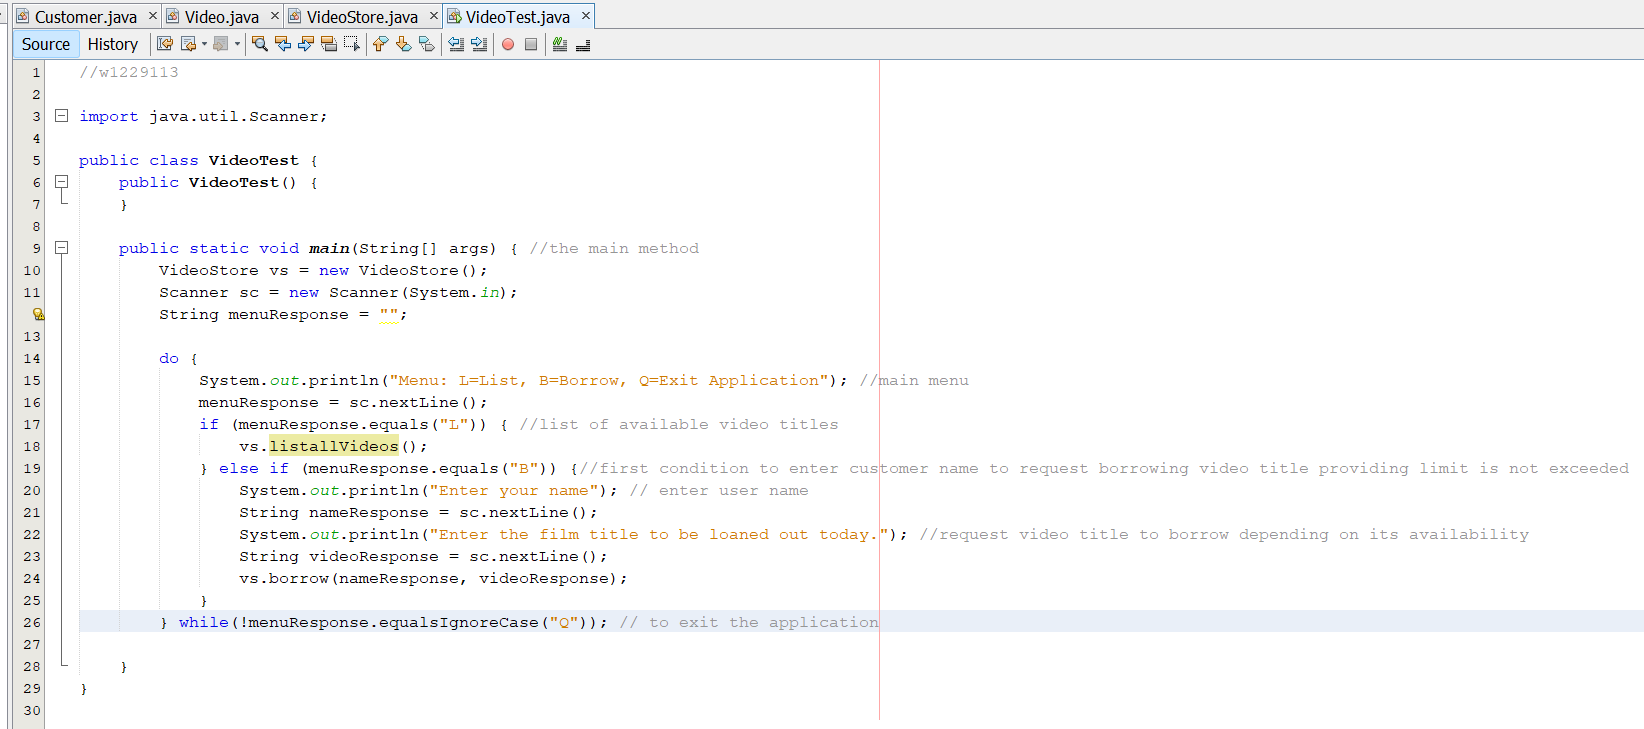 Customer.java × Video.java × VideoStore.java × VideoTest.java ×
Source History
1 //w1229113
2
3 import java.util.Scanner;
4
5 public class VideoTest {
6 public VideoTest() {
7 }
8
9 public static void main(String[] args) { //the main method
10 VideoStore vs = new VideoStore();
11 Scanner sc = new Scanner(System.in);
String menuResponse = "";
13
14 do {
15 System.out.println("Menu: L=List, B=Borrow, Q=Exit Application"); //main menu
16 menuResponse = sc.nextLine();
17 if (menuResponse.equals("L")) { //list of available video titles
18 vs.listallVideos();
19 } else if (menuResponse.equals("B")) {//first condition to enter customer name to request borrowing video title providing limit is not exceeded
20 System.out.println("Enter your name"); // enter user name
21 String nameResponse = sc.nextLine();
22 System.out.println("Enter the film title to be loaned out today."); //request video title to borrow depending on its availability
23 String videoResponse = sc.nextLine();
24 vs.borrow(nameResponse, videoResponse);
25 }
26 } while(!menuResponse.equalsIgnoreCase("Q")); // to exit the application
27
28 }
29 }
30